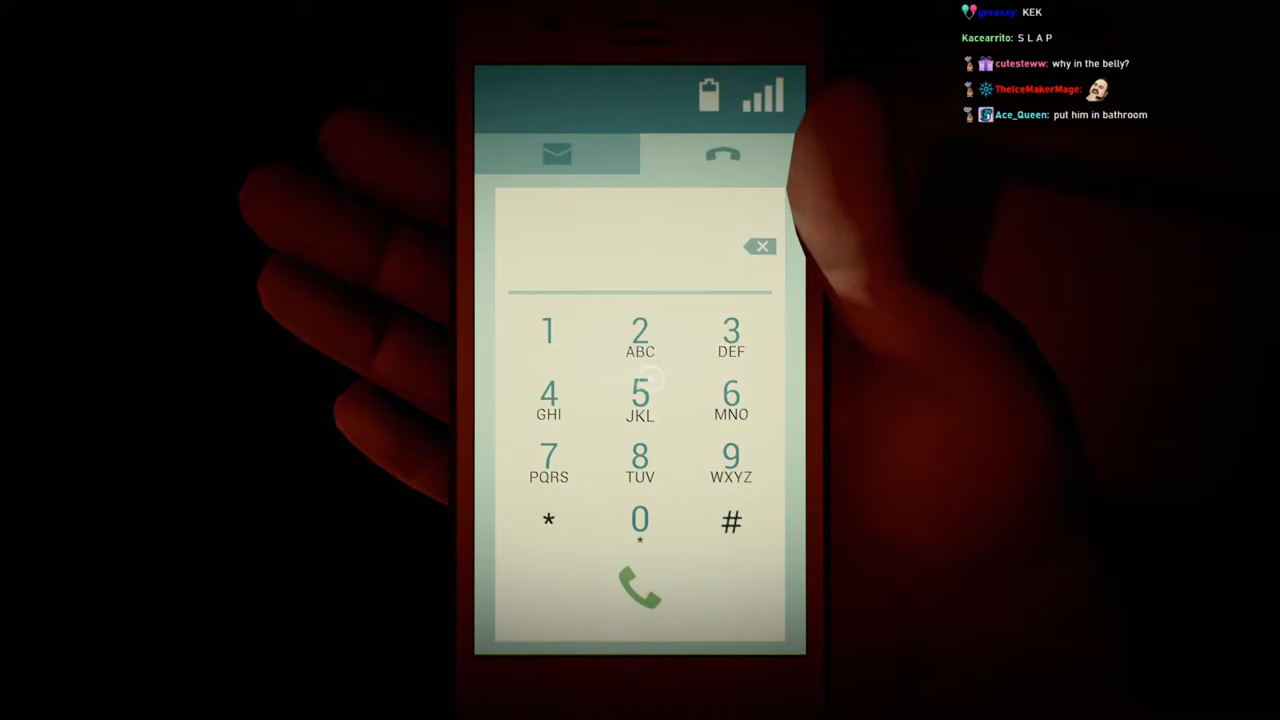 greaxxy: KEK
Kacearrito: S L A P
cutesteww: why in the belly?
TheIceMakerMage:
Ace_Queen: put him in bathroom
1 2 3
ABC DEF
4 5 6
GHI JKL MNO
7 8 9
PQRS TUV WXYZ
* 0 #
*